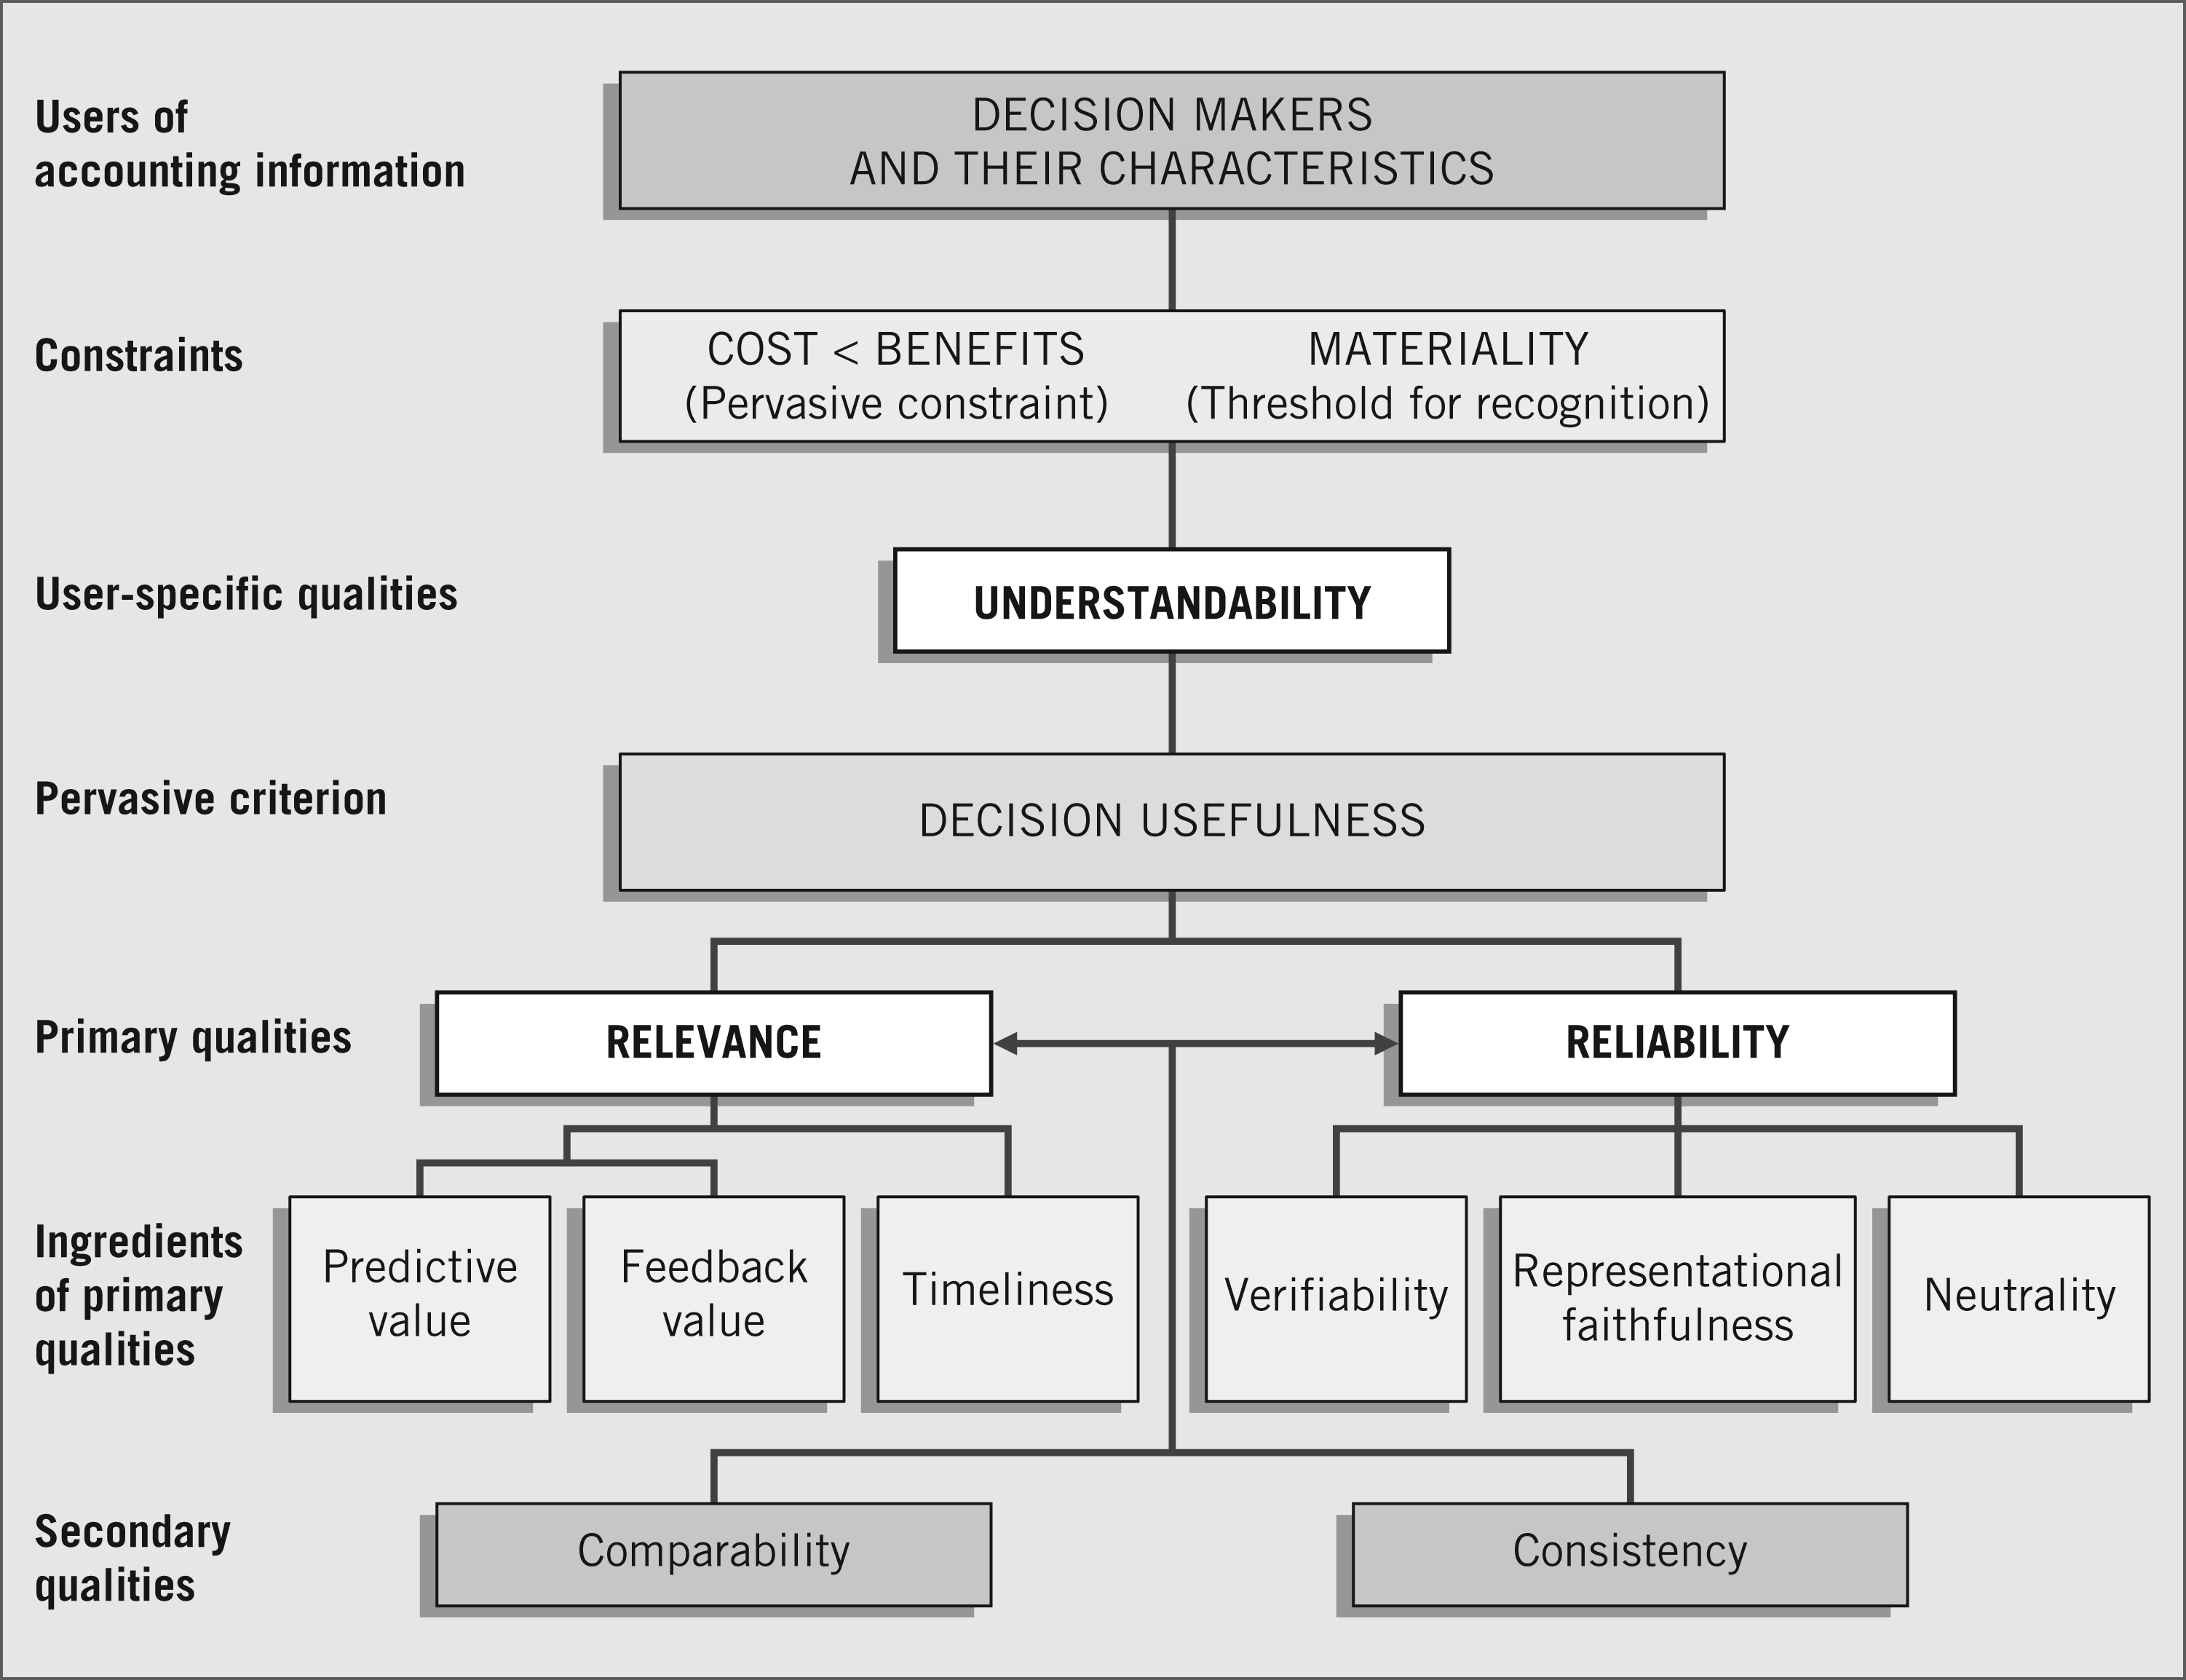 Users of
accounting information
DECISION MAKERS
AND THEIR CHARACTERISTICS
Constraints
COST < BENEFITS
(Pervasive constraint)
MATERIALITY
(Threshold for recognition)
User-specific qualities
UNDERSTANDABILITY
Pervasive criterion
DECISION USEFULNESS
Primary qualities
RELEVANCE
RELIABILITY
Ingredients
of primary
qualities
Predictive
value
Feedback
value
Timeliness
Verifiability
Representational
faithfulness
Neutrality
Secondary
qualities
Comparability
Consistency